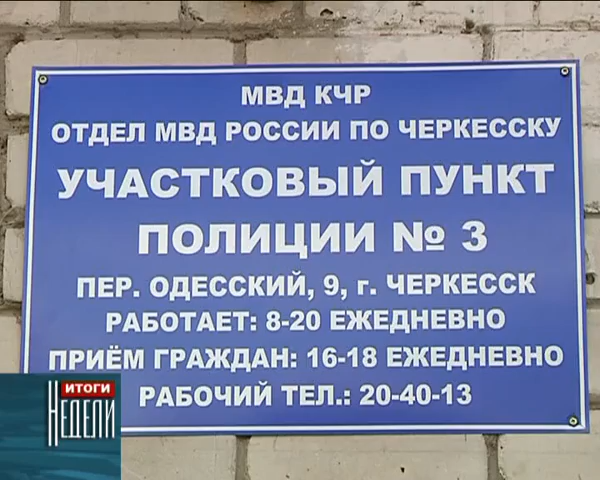 МВД КЧР
ОТДЕЛ МВД РОССИИ ПО ЧЕРКЕССКУ
УЧАСТКОВЫЙ ПУНКТ
ПОЛИЦИИ № 3
ПЕР. ОДЕССКИЙ, 9, г. ЧЕРКЕССК
РАБОТАЕТ: 8-20 ЕЖЕДНЕВНО
ПРИЁМ ГРАЖДАН: 16-18 ЕЖЕДНЕВНО
РАБОЧИЙ ТЕЛ.: 20-40-13
ИТОГИ
НЕДЕЛИ